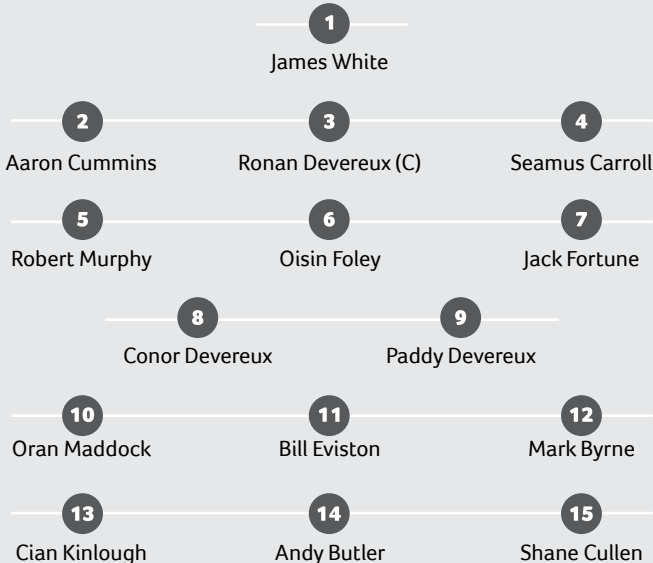 1
James White
2 3 4
Aaron Cummins Ronan Devereux (C) Seamus Carroll
5 6 7
Robert Murphy Oisin Foley Jack Fortune
8 9
Conor Devereux Paddy Devereux
10 11 12
Oran Maddock Bill Eviston Mark Byrne
13 14 15
Cian Kinlough Andy Butler Shane Cullen